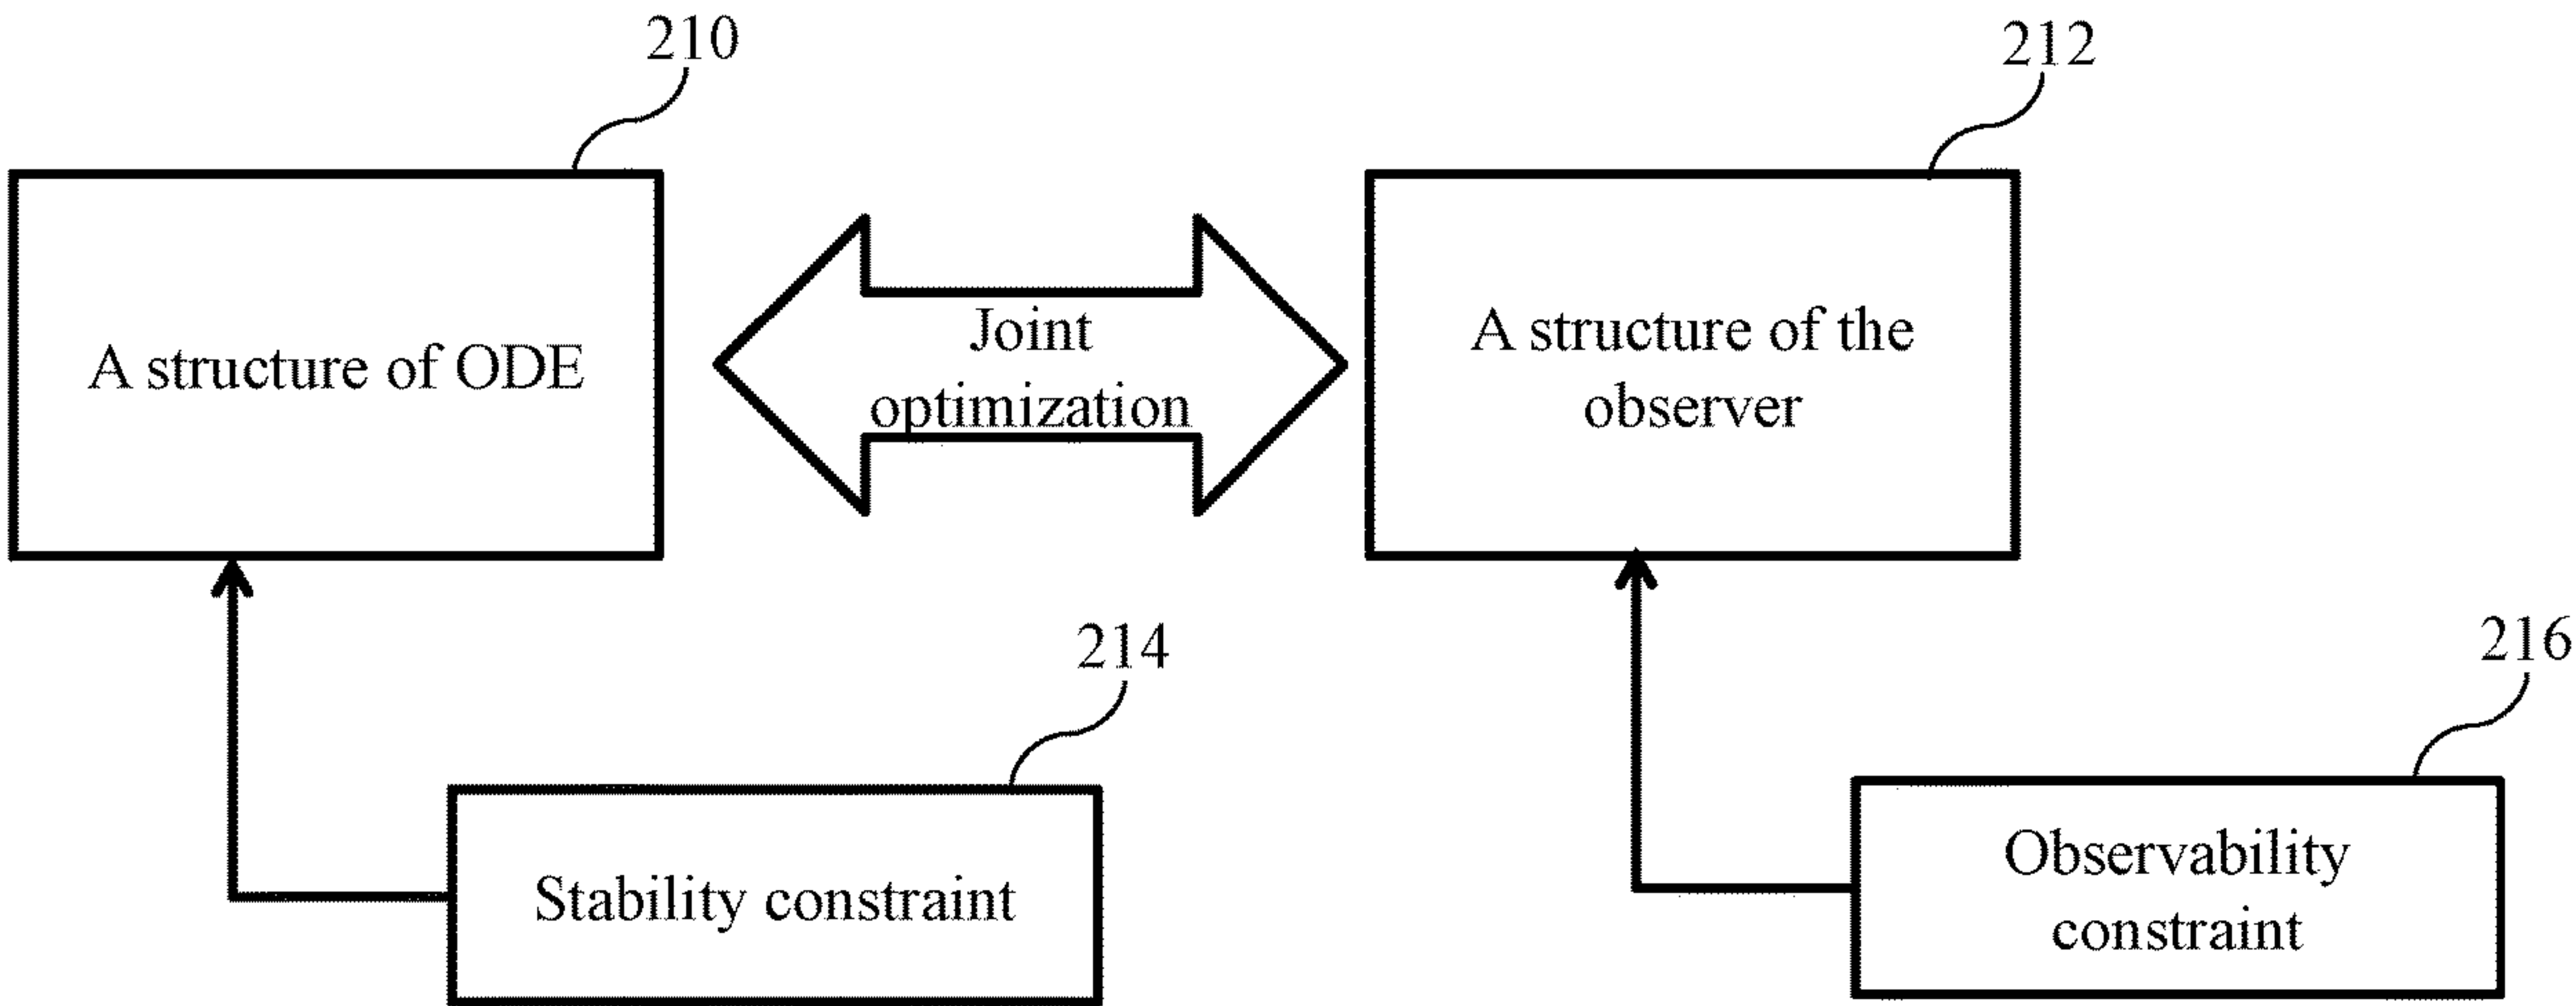 210
212
A structure of ODE
Joint
optimization
A structure of the
observer
214
216
Stability constraint
Observability
constraint